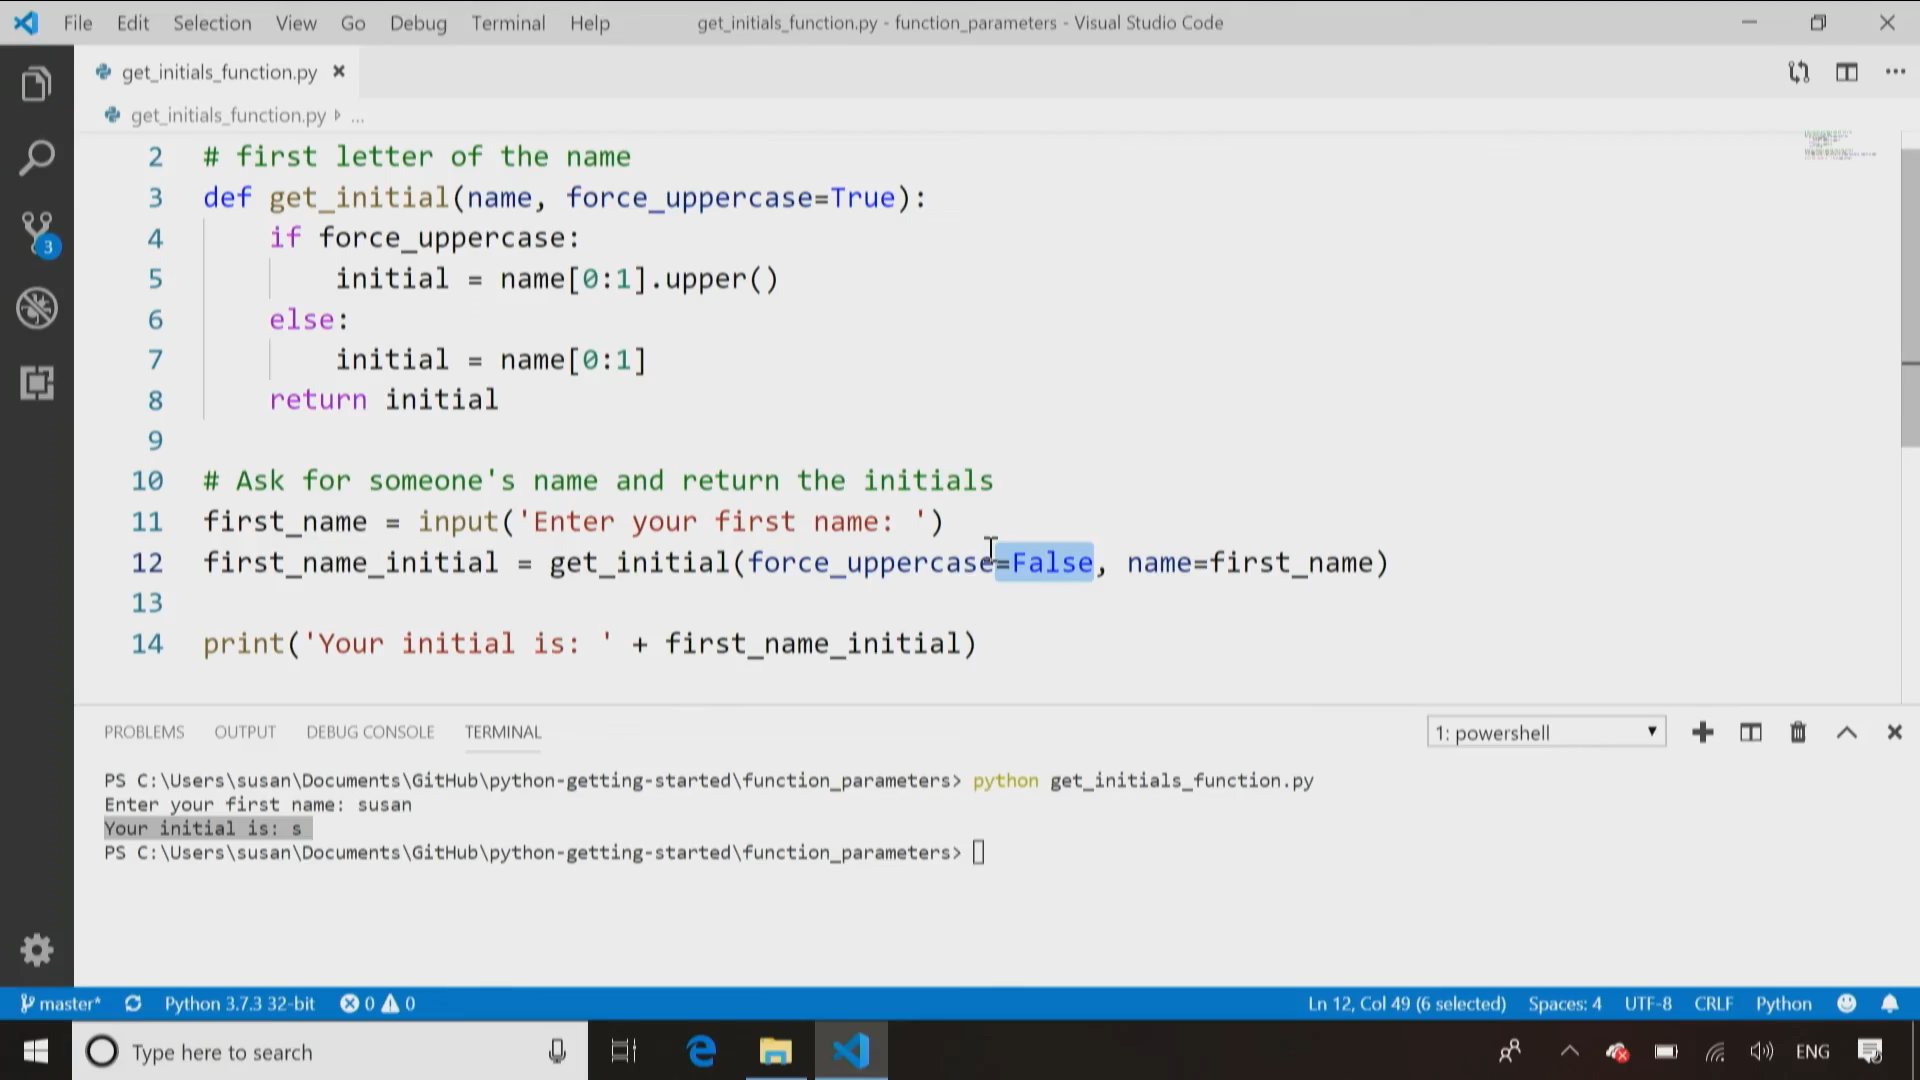 File Edit Selection View Go Debug Terminal Help get_initials_function.py - function_parameters - Visual Studio Code
get_initials_function.py
get_initials_function.py ...
2 # first letter of the name
3 def get_initial(name, force_uppercase=True):
4 if force_uppercase:
5 initial = name[0:1].upper()
6 else:
7 initial = name[0:1]
8 return initial
9
10 # Ask for someone's name and return the initials
11 first_name = input('Enter your first name: ')
12 first_name_initial = get_initial(force_uppercase=False, name=first_name)
13
14 print('Your initial is: ' + first_name_initial)
3
PROBLEMS OUTPUT DEBUG CONSOLE TERMINAL 1: powershell
PS C:\Users\susan\Documents\GitHub\python-getting-started\function_parameters> python get_initials_function.py
Enter your first name: susan
Your initial is: s
PS C:\Users\susan\Documents\GitHub\python-getting-started\function_parameters>
master* Python 3.7.3 32-bit 0 0 Ln 12, Col 49 (6 selected) Spaces: 4 UTF-8 CRLF Python
Type here to search ENG